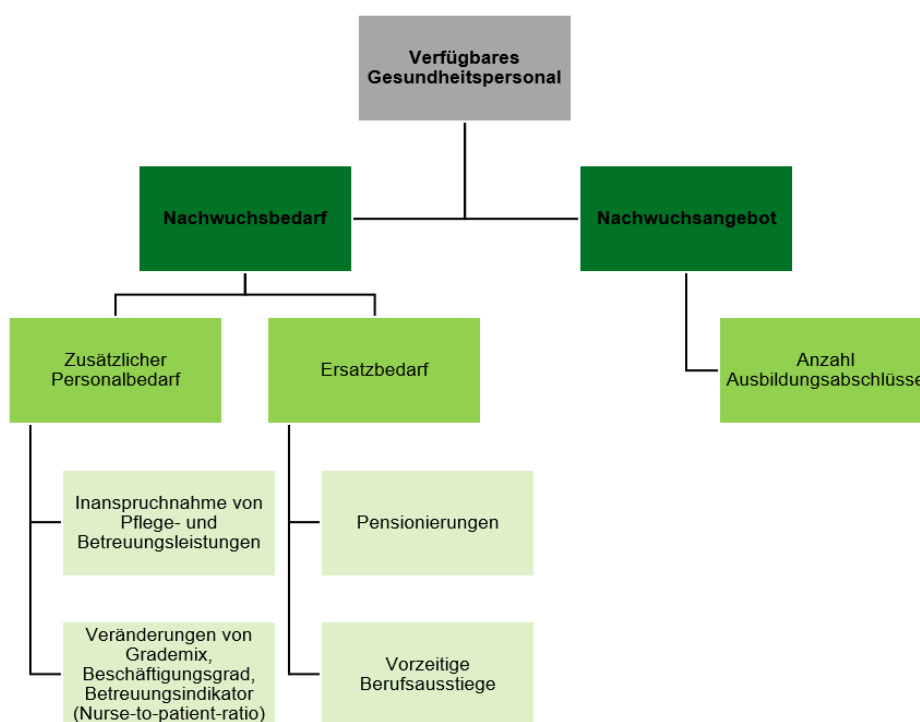 Verfügbares
Gesundheitspersonal
Nachwuchsbedarf
Nachwuchsangebot
Zusätzlicher
Personalbedarf
Ersatzbedarf
Anzahl
Ausbildungsabschlüsse
Inanspruchnahme von
Pflege- und
Betreuungsleistungen
Pensionierungen
Veränderungen von
Grademix,
Beschäftigungsgrad,
Betreuungsindikator
(Nurse-to-patient-ratio)
Vorzeitige
Berufsausstiege